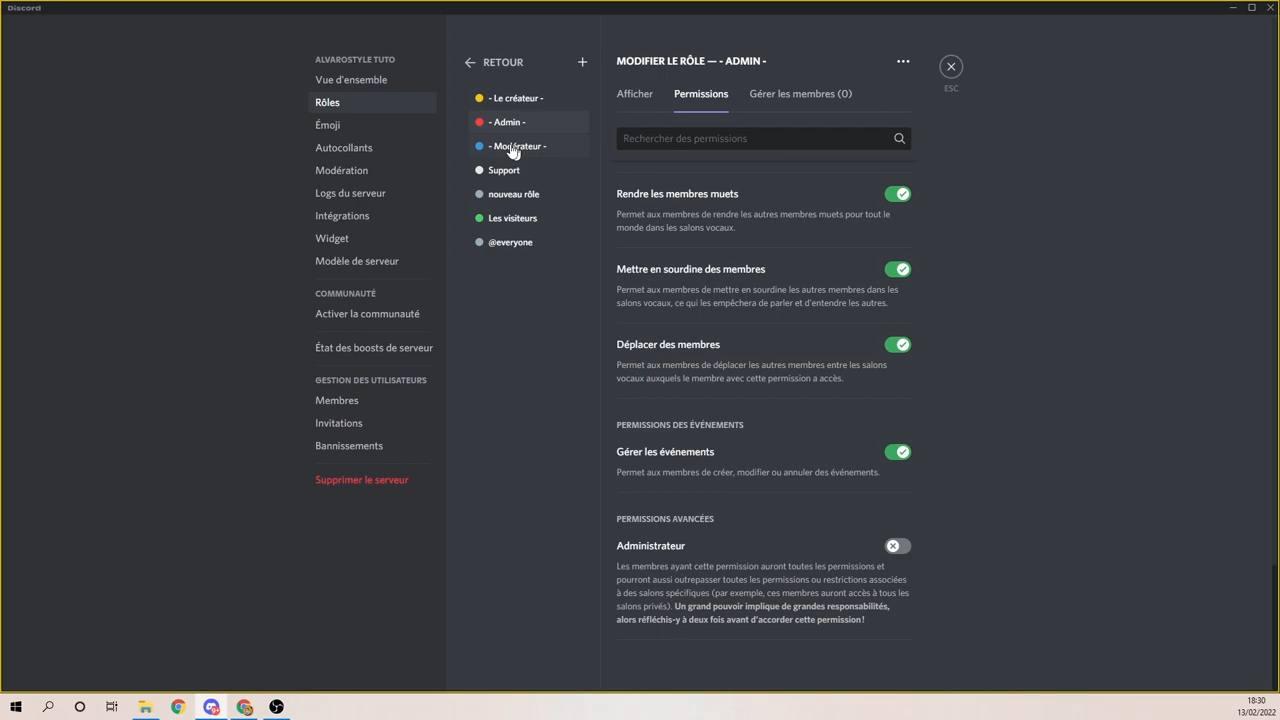 Discord
ALVAROSTYLE TUTO
Vue d'ensemble
Rôles
Émoji
Autocollants
Modération
Logs du serveur
Intégrations
Widget
Modèle de serveur
COMMUNAUTÉ
Activer la communauté
État des boosts de serveur
GESTION DES UTILISATEURS
Membres
Invitations
Bannissements
Supprimer le serveur
RETOUR
- Le créateur -
- Admin -
- Modérateur -
Support
nouveau rôle
Les visiteurs
@everyone
MODIFIER LE RÔLE — - ADMIN -
Afficher Permissions Gérer les membres (0)
Rechercher des permissions
Rendre les membres muets
Permet aux membres de rendre les autres membres muets pour tout le
monde dans les salons vocaux.
Mettre en sourdine des membres
Permet aux membres de mettre en sourdine les autres membres dans les
salons vocaux, ce qui les empêchera de parler et d'entendre les autres.
Déplacer des membres
Permet aux membres de déplacer les autres membres entre les salons
vocaux auxquels le membre avec cette permission a accès.
PERMISSIONS DES ÉVÉNEMENTS
Gérer les événements
Permet aux membres de créer, modifier ou annuler des événements.
PERMISSIONS AVANCÉES
Administrateur
Les membres ayant cette permission auront toutes les permissions et
pourront aussi outrepasser toutes les permissions ou restrictions associées
à des salons spécifiques (par exemple, ces membres auront accès à tous les
salons privés). Un grand pouvoir implique de grandes responsabilités,
alors réfléchis-y à deux fois avant d'accorder cette permission !
ESC
18:30
13/02/2022